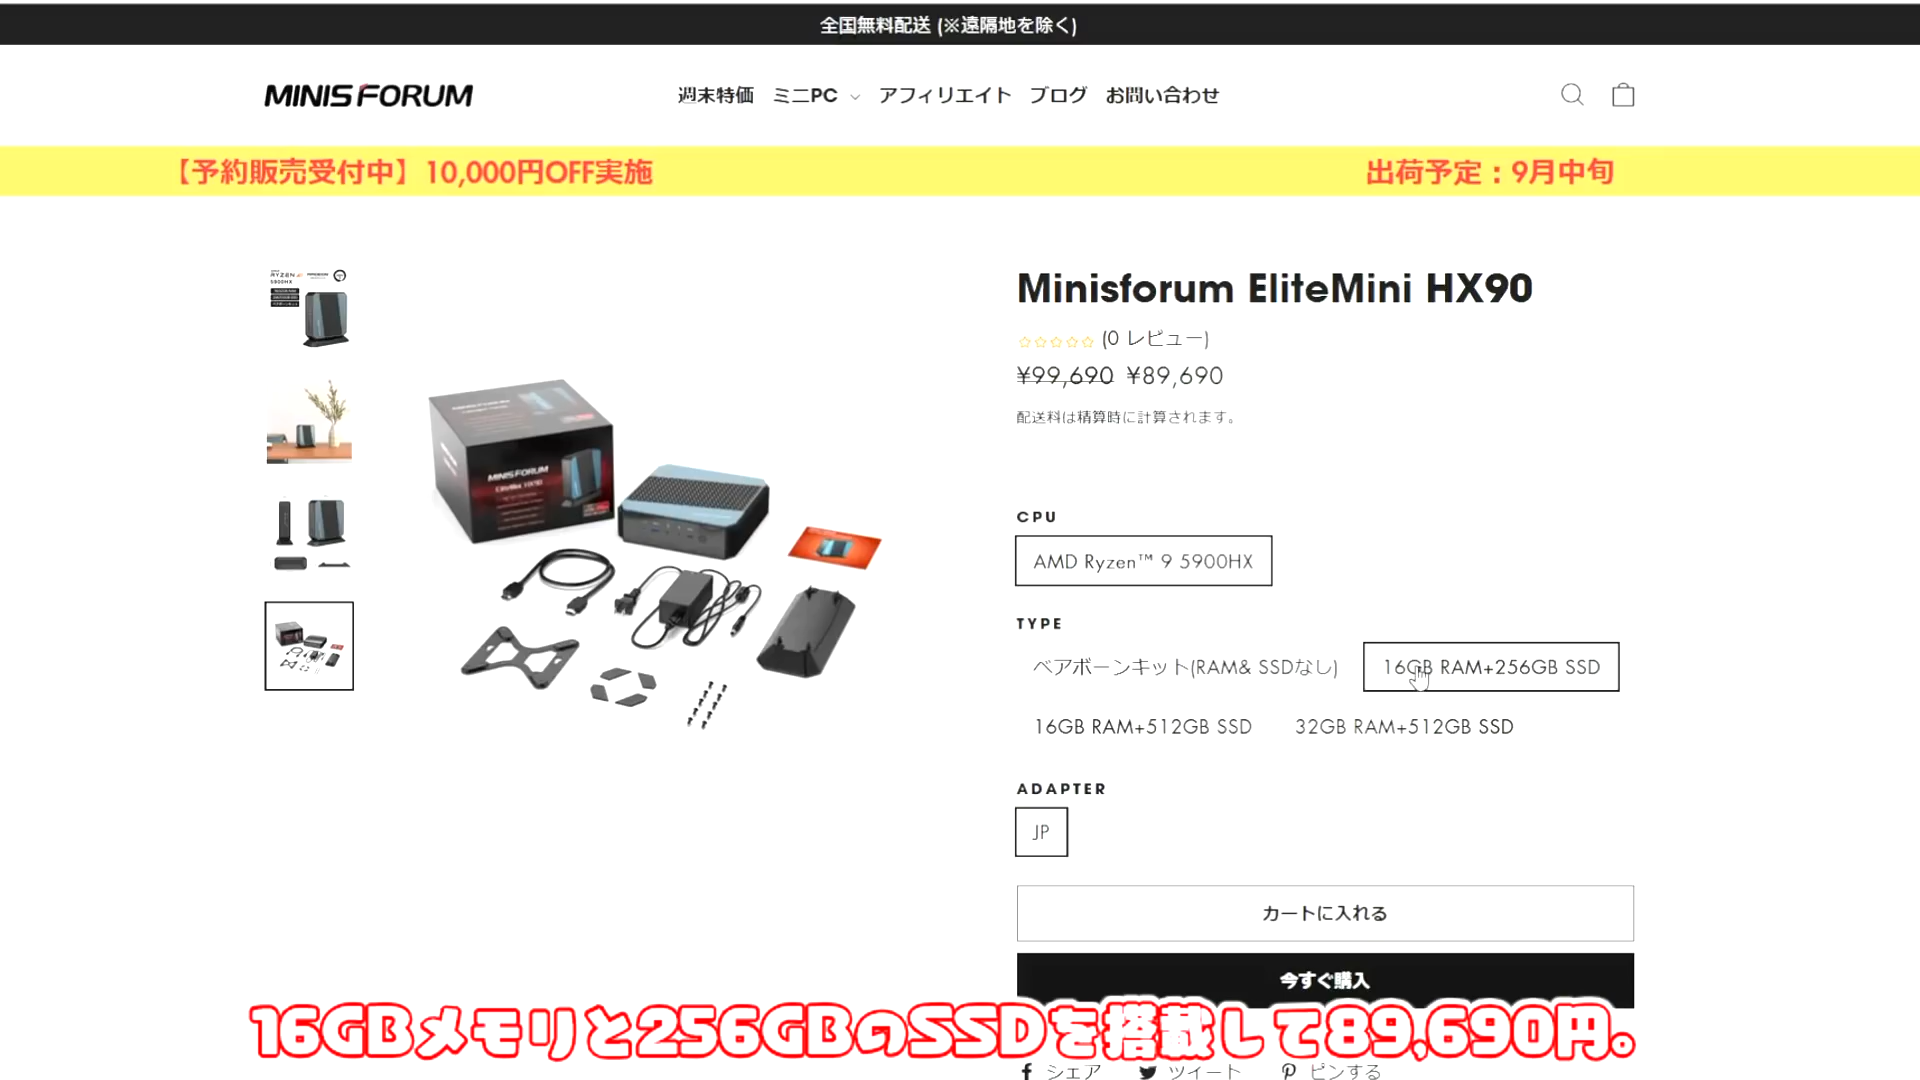 全国無料配送 (※遠隔地を除く)
MINISFORUM
週末特価 ミニPC アフィリエイト ブログ お問い合わせ
【予約販売受付中】10,000円OFF実施
出荷予定：9月中旬
RYZEN
5900HX
MINISFORUM
EliteMini HX90
Minisforum EliteMini HX90
(0 レビュー)
¥99,690 ¥89,690
配送料は精算時に計算されます。
CPU
AMD Ryzen™ 9 5900HX
TYPE
ベアボーンキット(RAM& SSDなし)
16GB RAM+256GB SSD
16GB RAM+512GB SSD
32GB RAM+512GB SSD
ADAPTER
JP
カートに入れる
今すぐ購入
16GBメモリと256GBのSSDを搭載して89,690円。
シェア ツイート ピンする